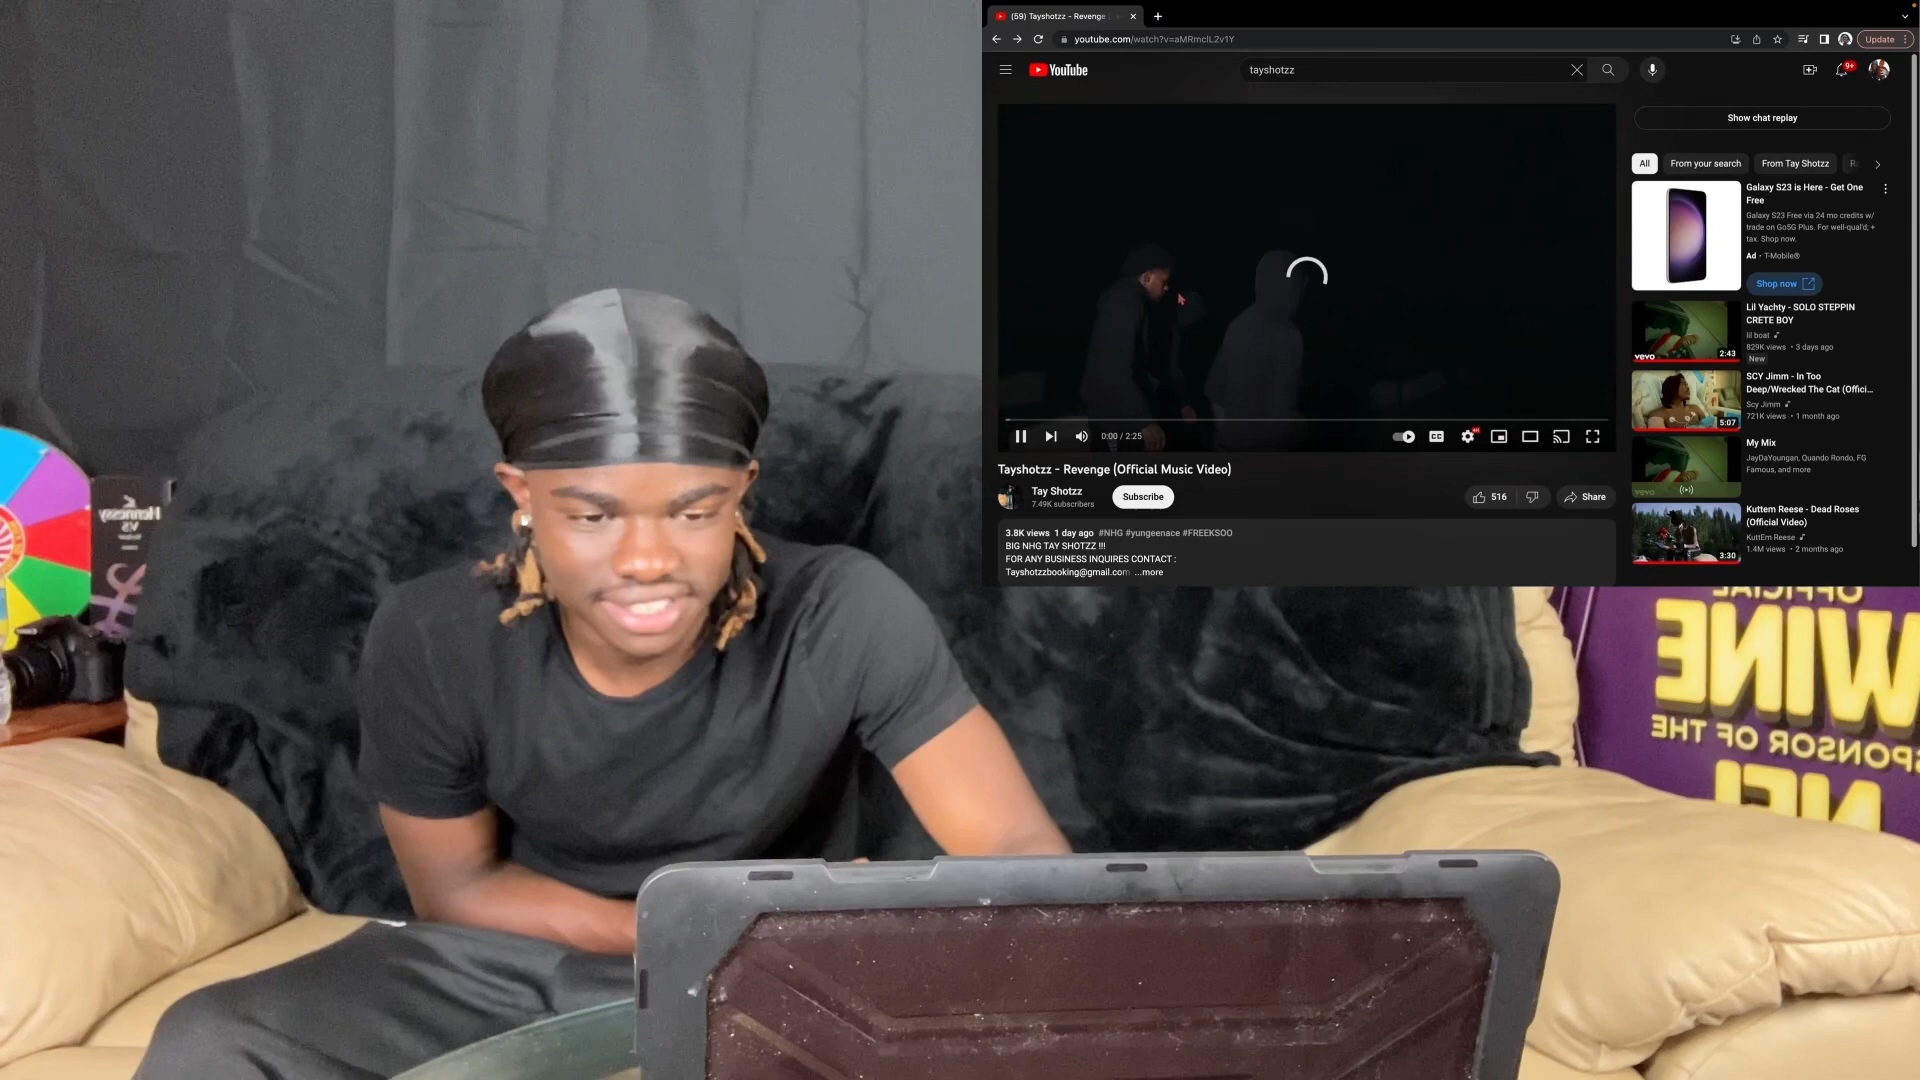 (59) Tayshotzz - Revenge
youtube.com/watch?v=aMRmclL2v1Y
Update
YouTube
tayshotzz
9+
Show chat replay
All
From your search
From Tay Shotzz
Galaxy S23 is Here - Get One
Free
Galaxy S23 Free via 24 mo credits w/
trade on Go5G Plus. For well-qual'd; +
tax. Shop now.
Ad · T-Mobile®
Shop now
Lil Yachty - SOLO STEPPIN
CRETE BOY
lil boat
829K views · 3 days ago
New
vevo
2:43
SCY Jimm - In Too
Deep/Wrecked The Cat (Offici...
Scy Jimm
721K views · 1 month ago
5:07
My Mix
JayDaYoungan, Quando Rondo, FG
Famous, and more
vevo
Kuttem Reese - Dead Roses
(Official Video)
KuttEm Reese
1.4M views · 2 months ago
3:30
0:00 / 2:25
CC
Tayshotzz - Revenge (Official Music Video)
Tay Shotzz
7.49K subscribers
Subscribe
516
Share
3.8K views 1 day ago #NHG #yungeenace #FREEKSOO
BIG NHG TAY SHOTZZ !!!
FOR ANY BUSINESS INQUIRES CONTACT :
Tayshotzzbooking@gmail.com ...more
Hennessy
VS
OFFICIAL
WINE
SPONSOR OF THE
NFL